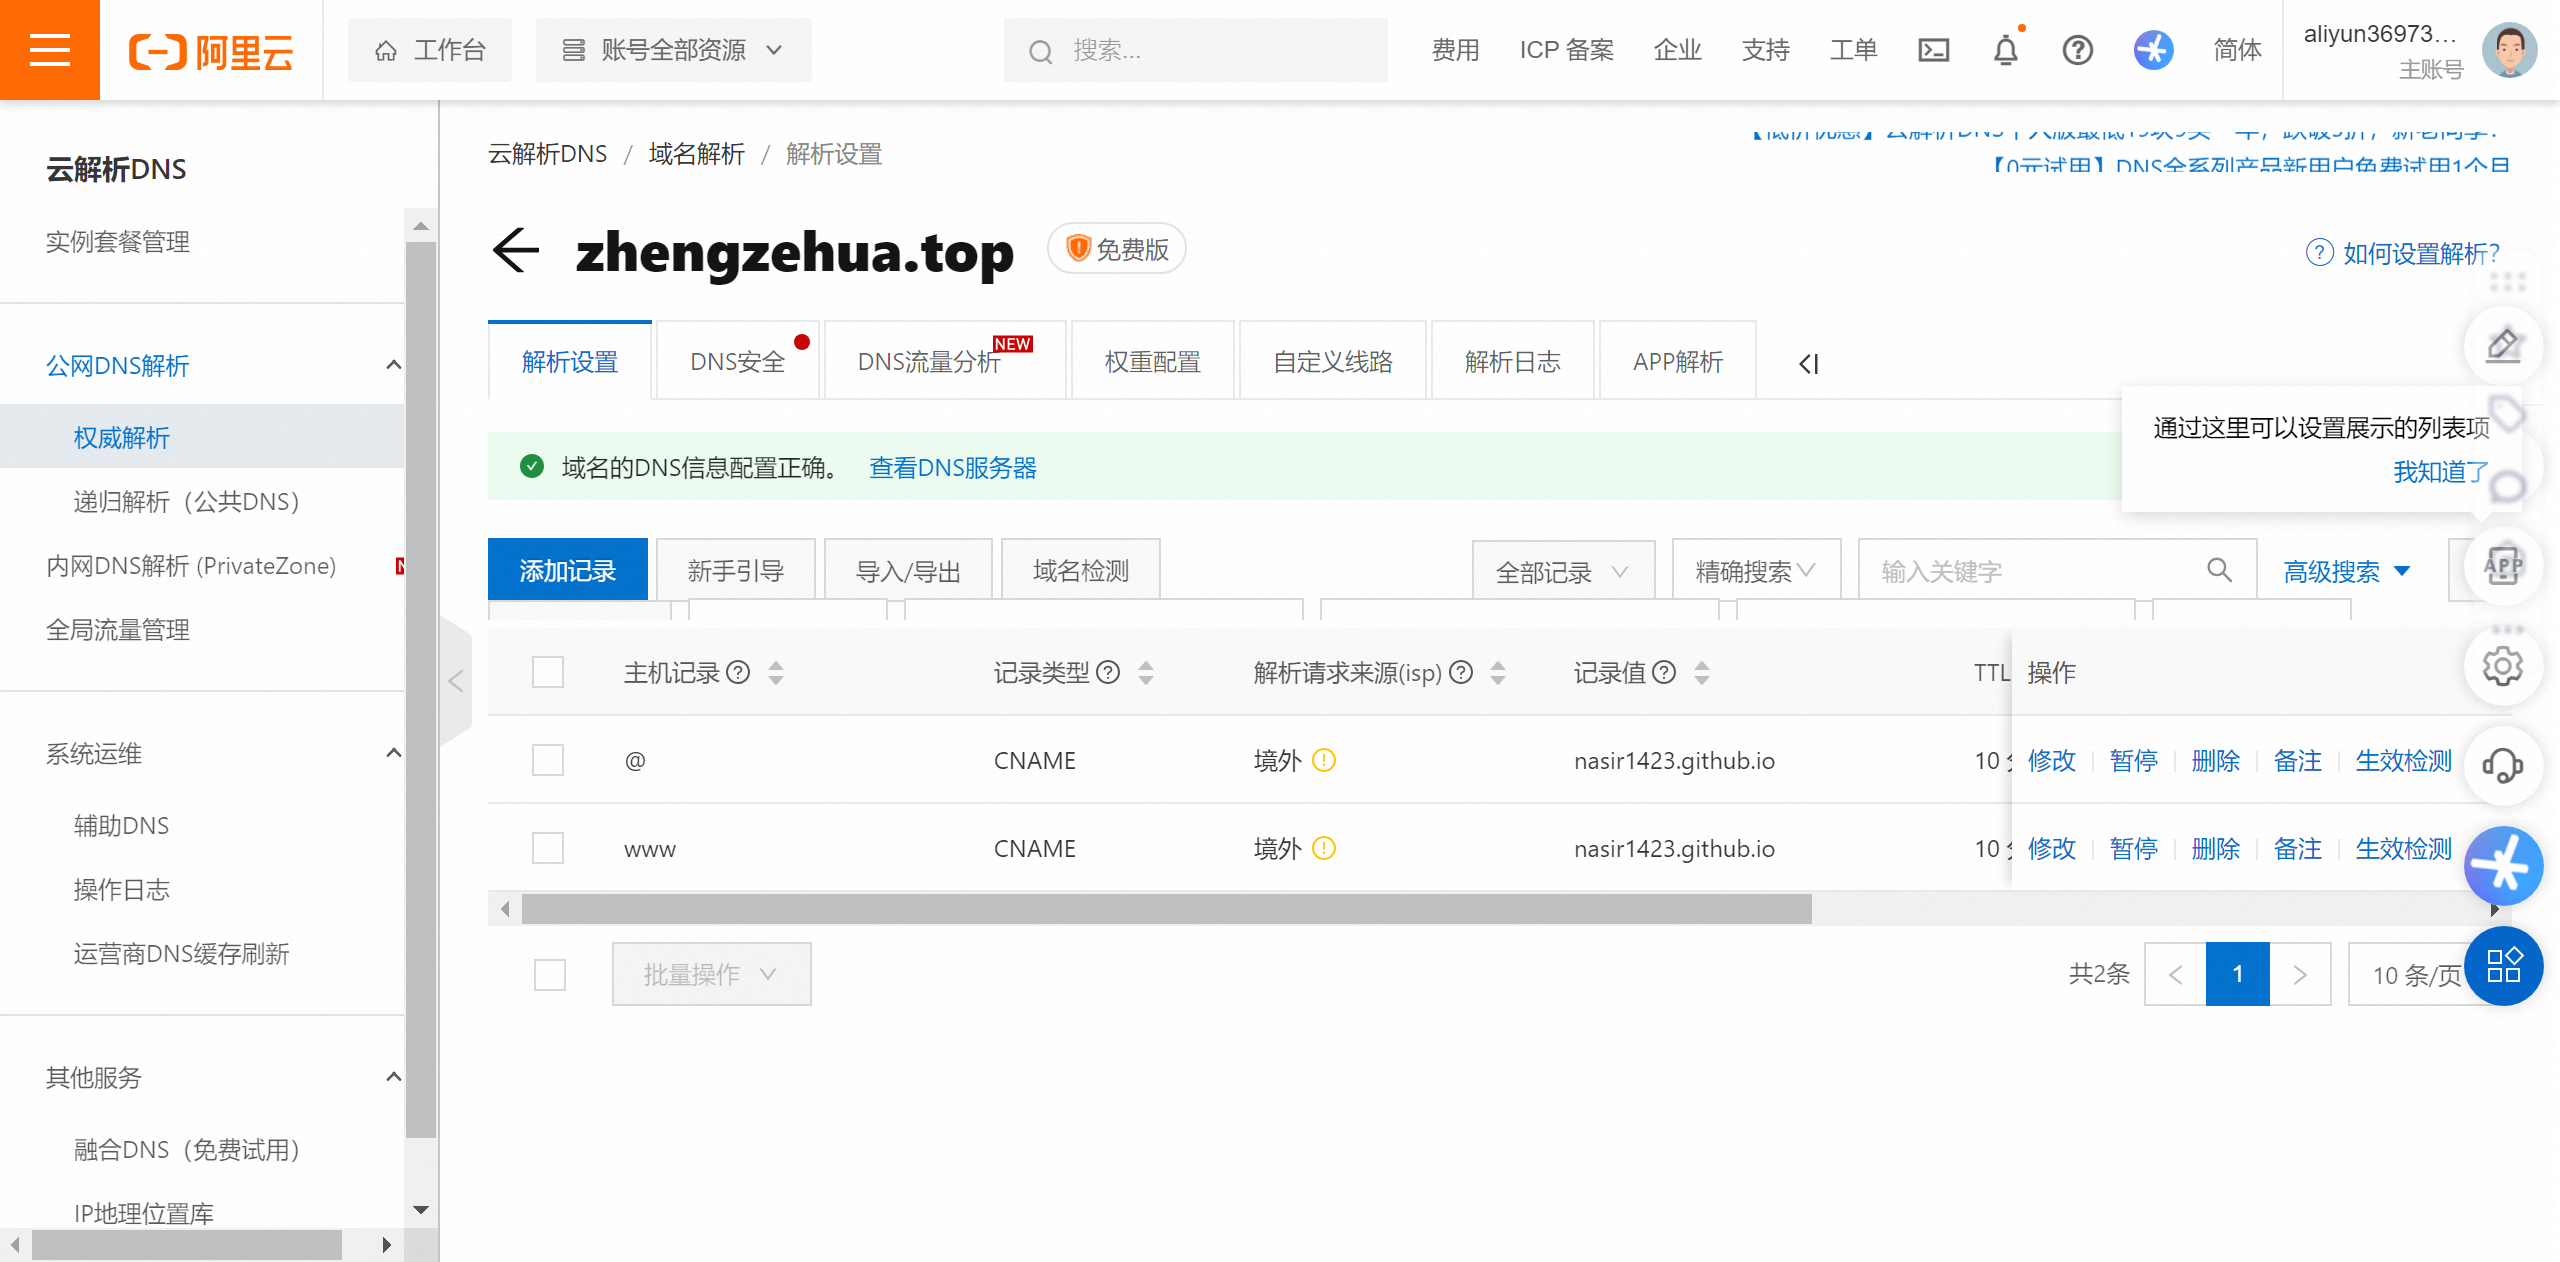 阿里云
工作台
账号全部资源
搜索...
费用
ICP 备案
企业
支持
工单
简体
aliyun36973...
主账号
云解析DNS
实例套餐管理
公网DNS解析
权威解析
递归解析（公共DNS）
内网DNS解析 (PrivateZone)
全局流量管理
系统运维
辅助DNS
操作日志
运营商DNS缓存刷新
其他服务
融合DNS（免费试用）
IP地理位置库
云解析DNS / 域名解析 / 解析设置
【0元试用】DNS全系列产品新用户免费试用1个月
zhengzehua.top
免费版
如何设置解析?
解析设置
DNS安全
DNS流量分析
NEW
权重配置
自定义线路
解析日志
APP解析
域名的DNS信息配置正确。 查看DNS服务器
通过这里可以设置展示的列表项
我知道了
添加记录
新手引导
导入/导出
域名检测
全部记录
精确搜索
输入关键字
高级搜索
APP
主机记录 记录类型 解析请求来源(isp) 记录值 TTL 操作
@ CNAME 境外 nasir1423.github.io 10 修改 暂停 删除 备注 生效检测
www CNAME 境外 nasir1423.github.io 10 修改 暂停 删除 备注 生效检测
批量操作
共2条
1
10 条/页